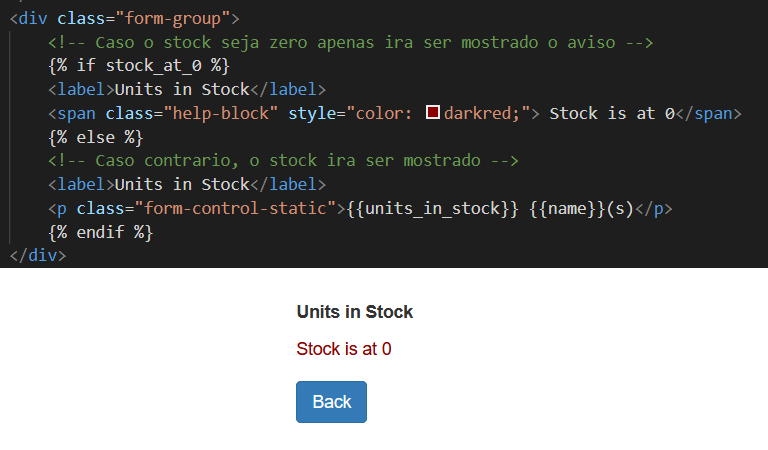 <div class="form-group">
<!-- Caso o stock seja zero apenas ira ser mostrado o aviso -->
{% if stock_at_0 %}
<label>Units in Stock</label>
<span class="help-block" style="color: darkred;"> Stock is at 0</span>
{% else %}
<!-- Caso contrario, o stock ira ser mostrado -->
<label>Units in Stock</label>
<p class="form-control-static">{{units_in_stock}} {{name}}(s)</p>
{% endif %}
</div>
Units in Stock
Stock is at 0
Back